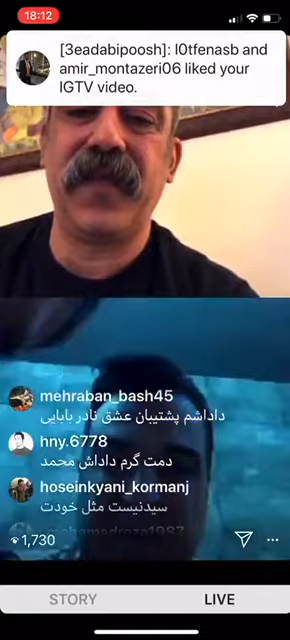 18:12
[3eadabipoosh]: l0tfenasb and
amir_montazeri06 liked your
IGTV video.
mehraban_bash45
داداشم پشتیبان عشق نادر بابایی
hny.6778
دمت گرم داداش محمد
hoseinkyani_kormanj
سیدنیست مثل خودت
mohamadreza1987
1,730
STORY
LIVE